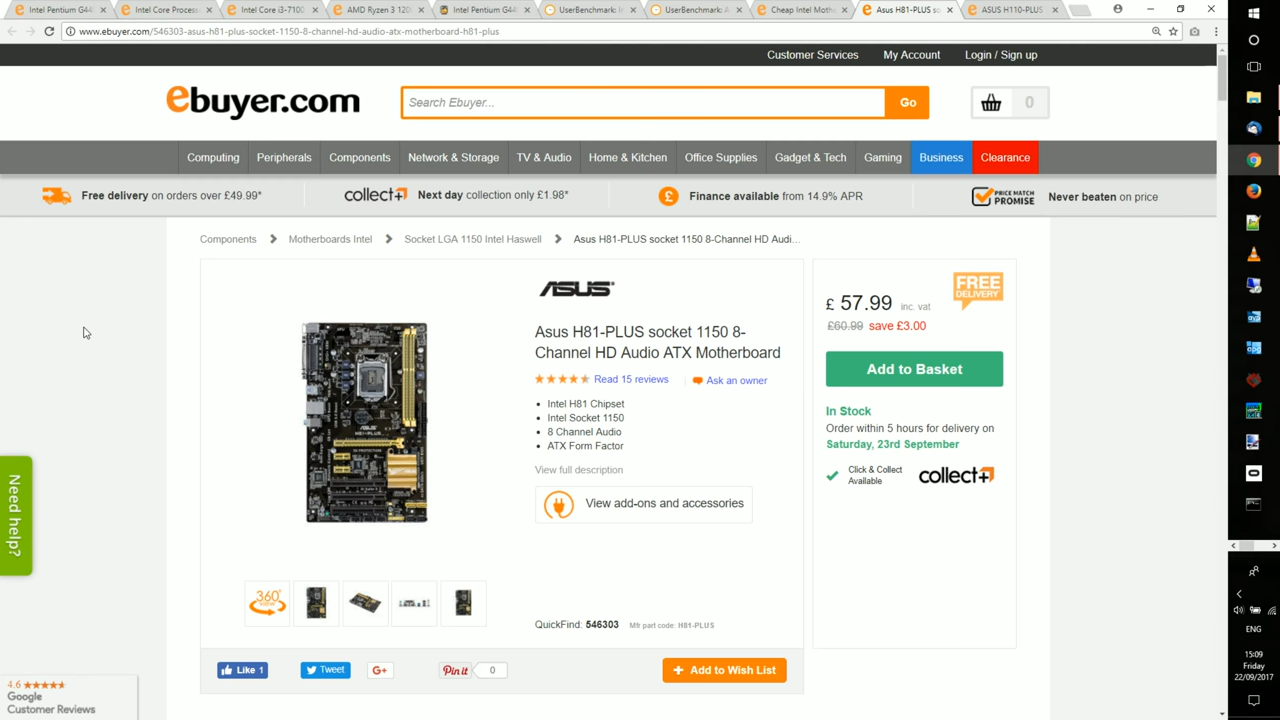 Intel Pentium G44
Intel Core Process
Intel Core i3-7100
AMD Ryzen 3 120
Intel Pentium G44
UserBenchmark: In
UserBenchmark: A
Cheap Intel Moth
Asus H81-PLUS so
ASUS H110-PLUS
www.ebuyer.com/546303-asus-h81-plus-socket-1150-8-channel-hd-audio-atx-motherboard-h81-plus
Customer Services
My Account
Login / Sign up
ebuyer.com
Search Ebuyer...
Go
0
Computing
Peripherals
Components
Network & Storage
TV & Audio
Home & Kitchen
Office Supplies
Gadget & Tech
Gaming
Business
Clearance
Free delivery on orders over £49.99*
collect+ Next day collection only £1.98*
£ Finance available from 14.9% APR
PRICE MATCH
PROMISE
Never beaten on price
Components
Motherboards Intel
Socket LGA 1150 Intel Haswell
Asus H81-PLUS socket 1150 8-Channel HD Audi...
ASUS
Asus H81-PLUS socket 1150 8-
Channel HD Audio ATX Motherboard
Read 15 reviews
Ask an owner
Intel H81 Chipset
Intel Socket 1150
8 Channel Audio
ATX Form Factor
View full description
View add-ons and accessories
QuickFind: 546303 Mfr part code: H81-PLUS
£ 57.99 inc. vat
£60.99 save £3.00
FREE
DELIVERY
Add to Basket
In Stock
Order within 5 hours for delivery on
Saturday, 23rd September
Click & Collect
Available
collect+
H81-PLUS
360°
Need help?
Like 1
Tweet
G+
Pin it
0
+ Add to Wish List
4.6
Google
Customer Reviews
ENG
15:09
Friday
22/09/2017